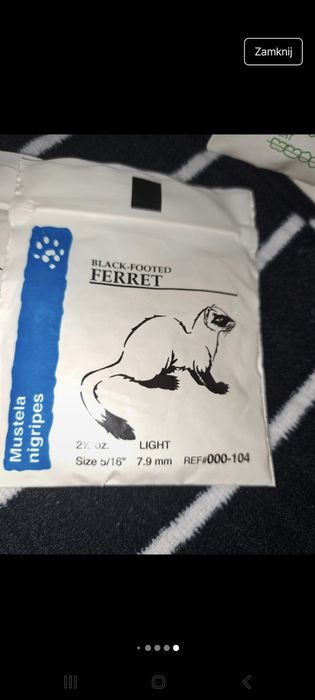 Zamknij
BLACK-FOOTED
FERRET
Mustela
nigripes
oz. LIGHT
Size 5/16" 7.9 mm REF#000-104